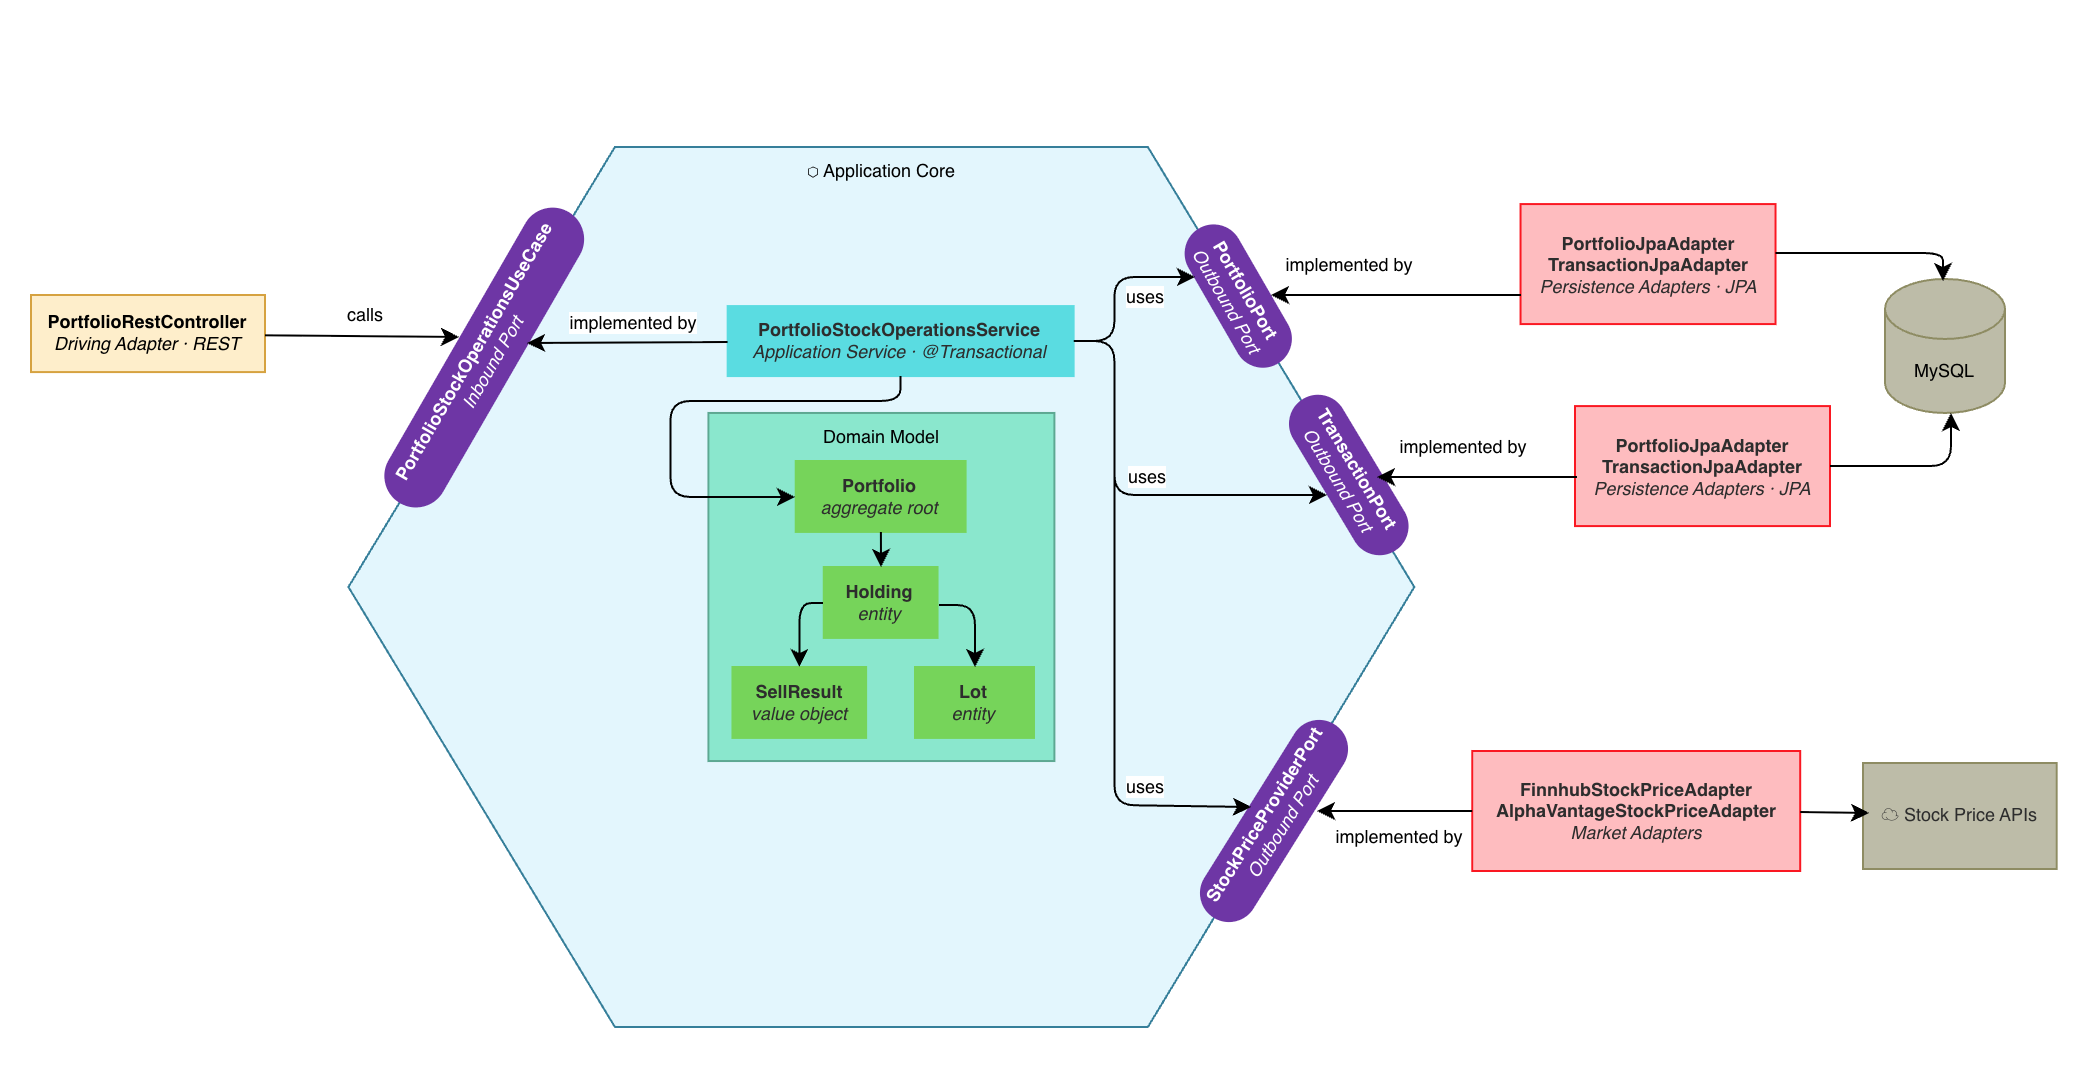 ⬡ Application Core
PortfolioRestController
Driving Adapter · REST
calls
PortfolioStockOperationsUseCase
Inbound Port
implemented by
PortfolioStockOperationsService
Application Service · @Transactional
Domain Model
Portfolio
aggregate root
Holding
entity
SellResult
value object
Lot
entity
uses
uses
uses
PortfolioPort
Outbound Port
implemented by
PortfolioJpaAdapter
TransactionJpaAdapter
Persistence Adapters · JPA
MySQL
TransactionPort
Outbound Port
implemented by
PortfolioJpaAdapter
TransactionJpaAdapter
Persistence Adapters · JPA
StockPriceProviderPort
Outbound Port
implemented by
FinnhubStockPriceAdapter
AlphaVantageStockPriceAdapter
Market Adapters
Stock Price APIs